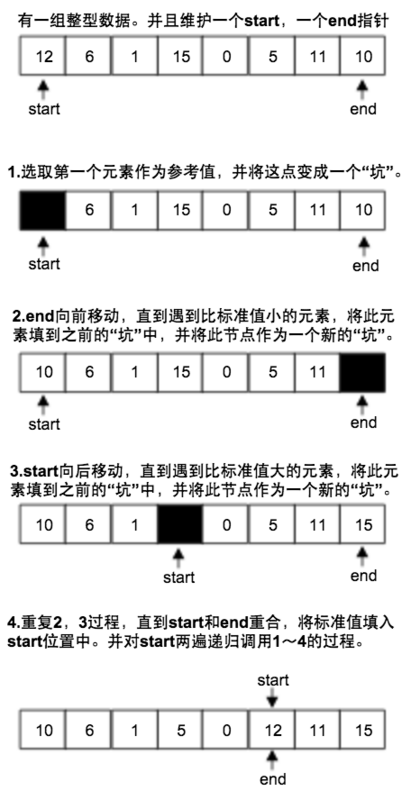 有一组整型数据。并且维护一个start，一个end指针
12 6 1 15 0 5 11 10
start end
1.选取第一个元素作为参考值，并将这点变成一个“坑”。
6 1 15 0 5 11 10
start end
2.end向前移动，直到遇到比标准值小的元素，将此元
素填到之前的“坑”中，并将此节点作为一个新的“坑”。
10 6 1 15 0 5 11
start end
3.start向后移动，直到遇到比标准值大的元素，将此元
素填到之前的“坑”中，并将此节点作为一个新的“坑”。
10 6 1 0 5 11 15
start end
4.重复2，3过程，直到start和end重合，将标准值填入
start位置中。并对start两遍递归调用1～4的过程。
start
10 6 1 5 0 12 11 15
end